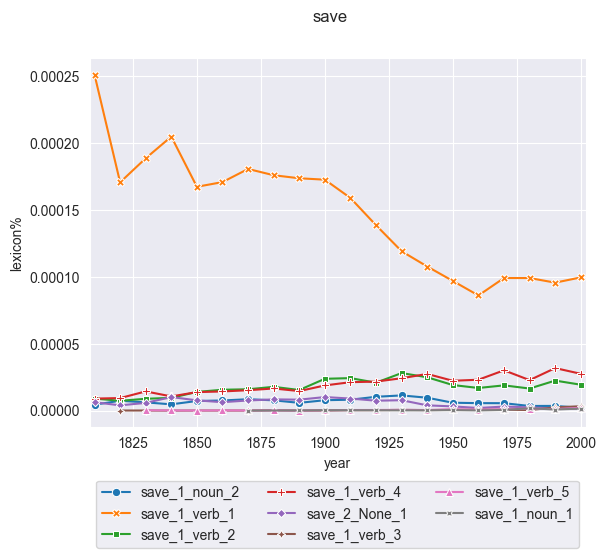 save
0.00025
0.00020
0.00015
0.00010
0.00005
0.00000
lexicon%
1825 1850 1875 1900 1925 1950 1975 2000
year
save_1_noun_2 save_1_verb_4 save_1_verb_5
save_1_verb_1 save_2_None_1 save_1_noun_1
save_1_verb_2 save_1_verb_3